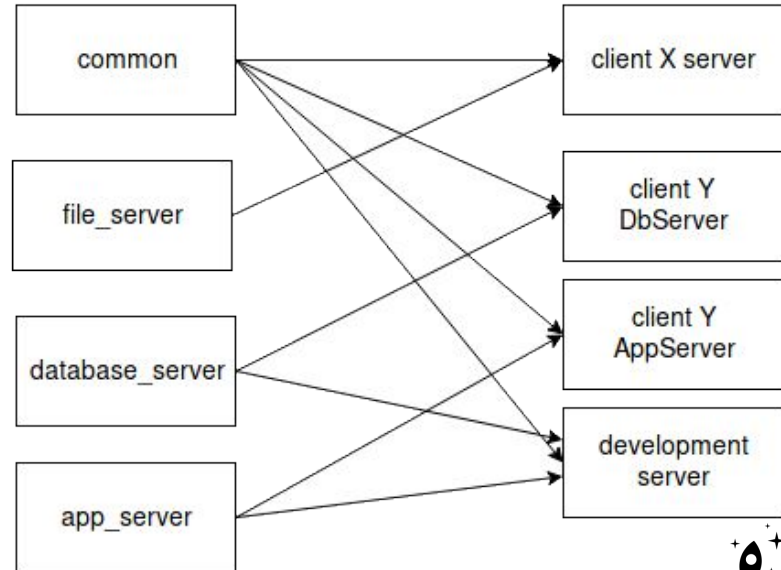 common
client X server
file_server
client Y
DbServer
database_server
client Y
AppServer
app_server
development
server